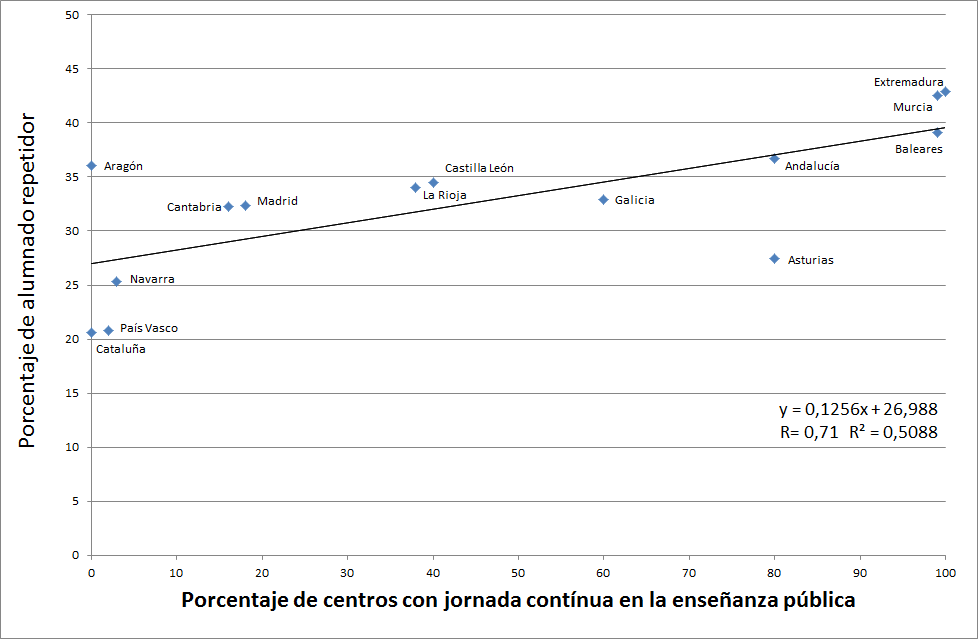 50
45
40
35
30
25
20
15
10
5
0
Porcentaje de alumnado repetidor
Extremadura
Murcia
Baleares
Aragón
Castilla León
Andalucía
La Rioja
Cantabria
Madrid
Galicia
Asturias
Navarra
País Vasco
Cataluña
y = 0,1256x + 26,988
R= 0,71 R² = 0,5088
0 10 20 30 40 50 60 70 80 90 100
Porcentaje de centros con jornada contínua en la enseñanza pública